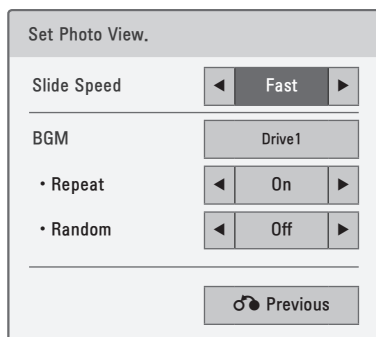 Set Photo View.
Slide Speed ◄ Fast ►
BGM Drive1
• Repeat ◄ On ►
• Random ◄ Off ►
Previous